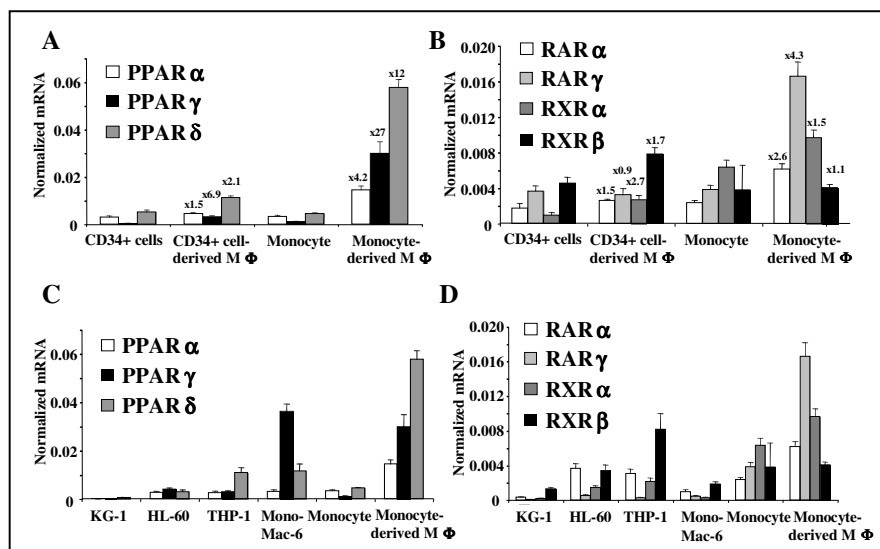 A
PPAR α
PPAR γ
PPAR δ
Normalized mRNA
0.06
0.04
0.02
0
x1.5
x6.9
x2.1
x4.2
x27
x12
CD34+ cells
CD34+ cell-
derived M Φ
Monocyte
Monocyte-
derived M Φ
B
RAR α
RAR γ
RXR α
RXR β
Normalized mRNA
0.020
0.016
0.012
0.008
0.004
0
x1.5
x0.9
x2.7
x1.7
x2.6
x4.3
x1.5
x1.1
CD34+ cells
CD34+ cell-
derived M Φ
Monocyte
Monocyte-
derived M Φ
C
PPAR α
PPAR γ
PPAR δ
Normalized mRNA
0.06
0.04
0.02
0
KG-1
HL-60
THP-1
Mono-
Mac-6
Monocyte
Monocyte-
derived M Φ
D
RAR α
RAR γ
RXR α
RXR β
Normalized mRNA
0.020
0.016
0.012
0.008
0.004
0
KG-1
HL-60
THP-1
Mono-
Mac-6
Monocyte
Monocyte-
derived M Φ